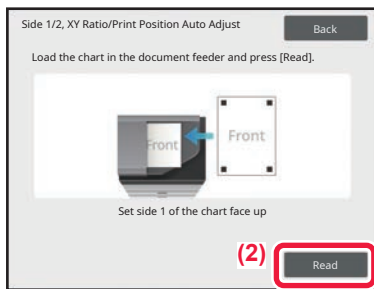 Side 1/2, XY Ratio/Print Position Auto Adjust
Back
Load the chart in the document feeder and press [Read].
Front
Front
Set side 1 of the chart face up
(2)
Read